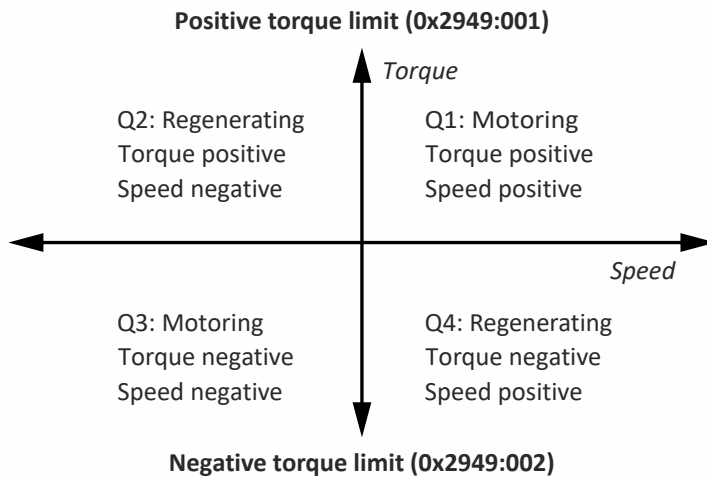 Positive torque limit (0x2949:001)
Torque
Q2: Regenerating
Torque positive
Speed negative
Q1: Motoring
Torque positive
Speed positive
Speed
Q3: Motoring
Torque negative
Speed negative
Q4: Regenerating
Torque negative
Speed positive
Negative torque limit (0x2949:002)